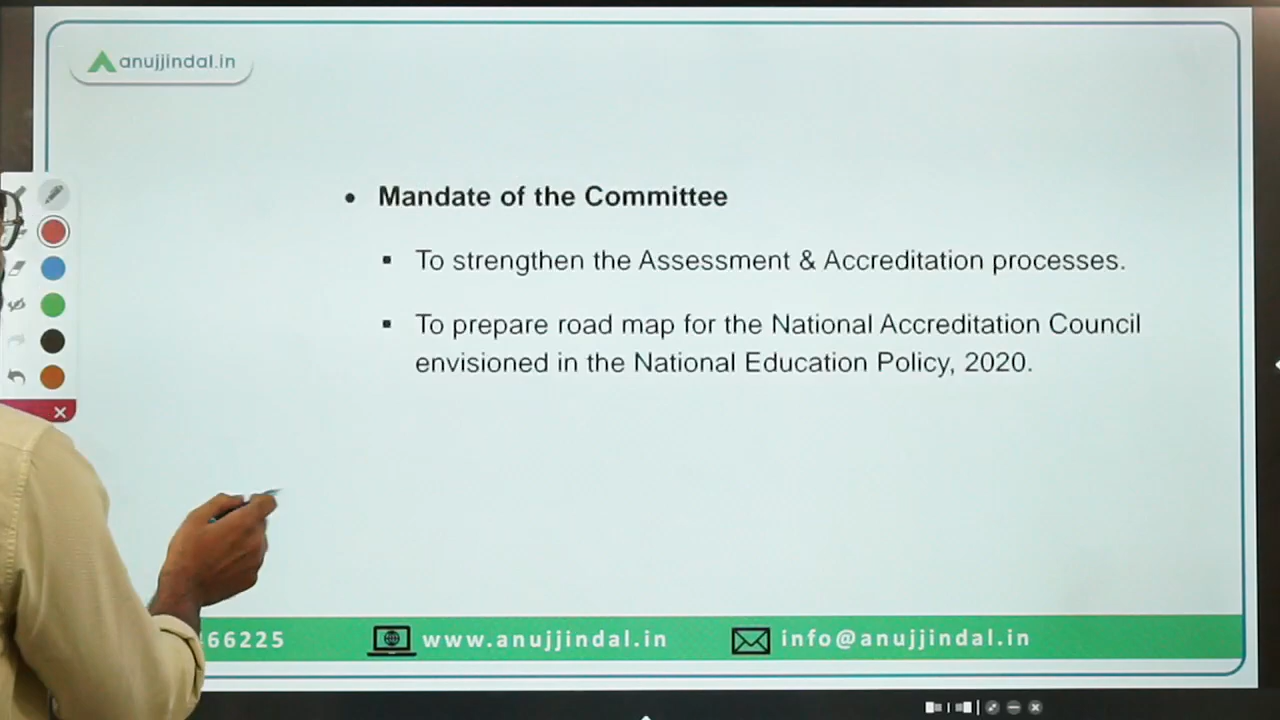 anujjindal.in
Mandate of the Committee
To strengthen the Assessment & Accreditation processes.
To prepare road map for the National Accreditation Council
envisioned in the National Education Policy, 2020.
66225 www.anujjindal.in info@anujjindal.in